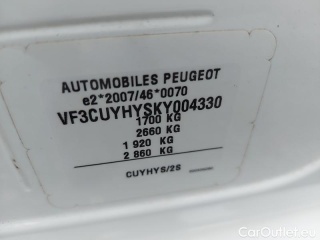 AUTOMOBILES PEUGEOT
e2*2007/46*0070
VF3CUYHYSKY004330
1700 KG
2660 KG
1 920 KG
2 860 KG
CUYHYS/2S
CarOutlet.eu